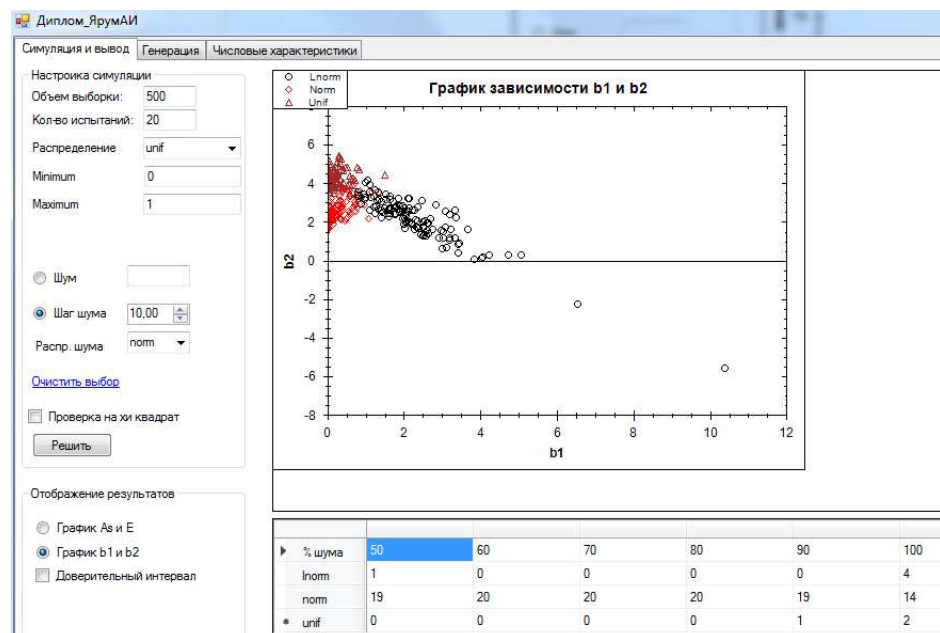 Диплом_ЯрумАИ
Симуляция и вывод Генерация Числовые характеристики
Настройка симуляции
Объем выборки: 500
Кол-во испытаний: 20
Распределение unif
Minimum 0
Maximum 1
Шум
Шаг шума 10,00
Распр. шума norm
Очистить выбор
Проверка на хи квадрат
Решить
Отображение результатов
График As и E
График b1 и b2
Доверительный интервал
График зависимости b1 и b2
Lnorm
Norm
Unif
8
6
4
2
0
-2
-4
-6
-8
b2
0 2 4 6 8 10 12
b1
% шума 50 60 70 80 90 100
lnorm 1 0 0 0 0 4
norm 19 20 20 20 19 14
unif 0 0 0 0 1 2